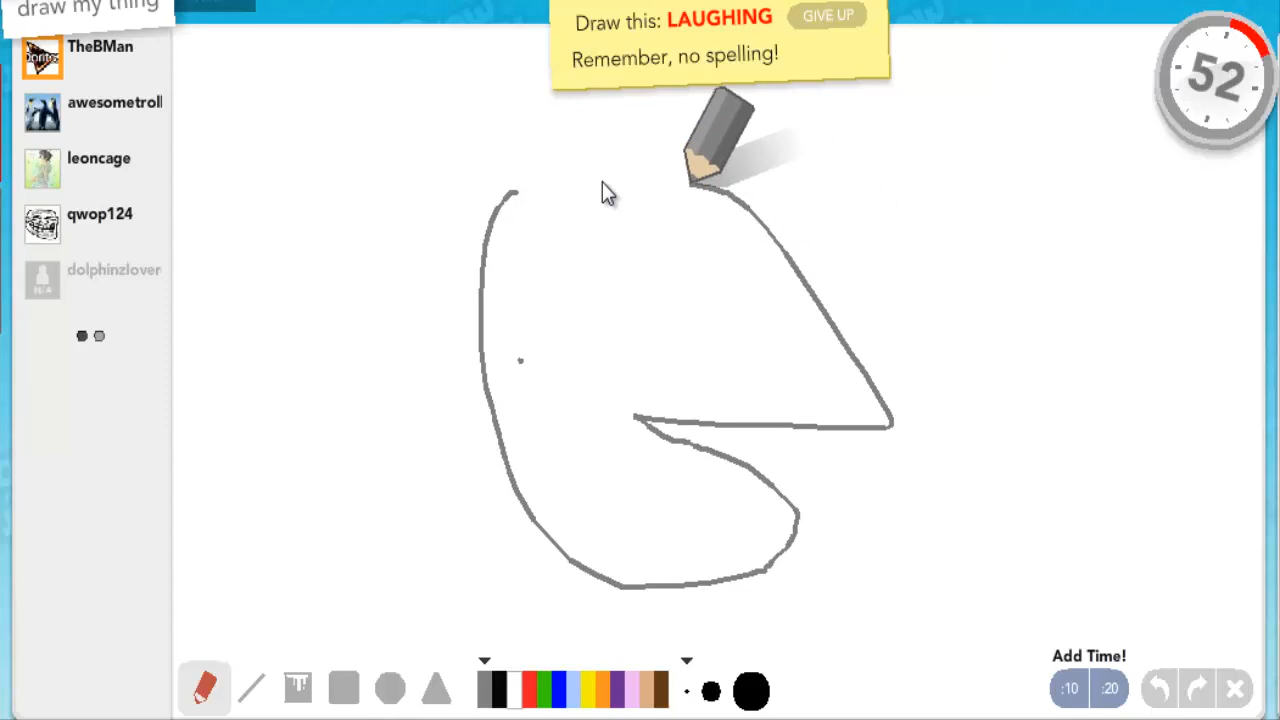 draw my thing
Draw this: LAUGHING
GIVE UP
Remember, no spelling!
52
TheBMan
awesometroll
leoncage
qwop124
dolphinzlover
N/A
Add Time!
:10
:20